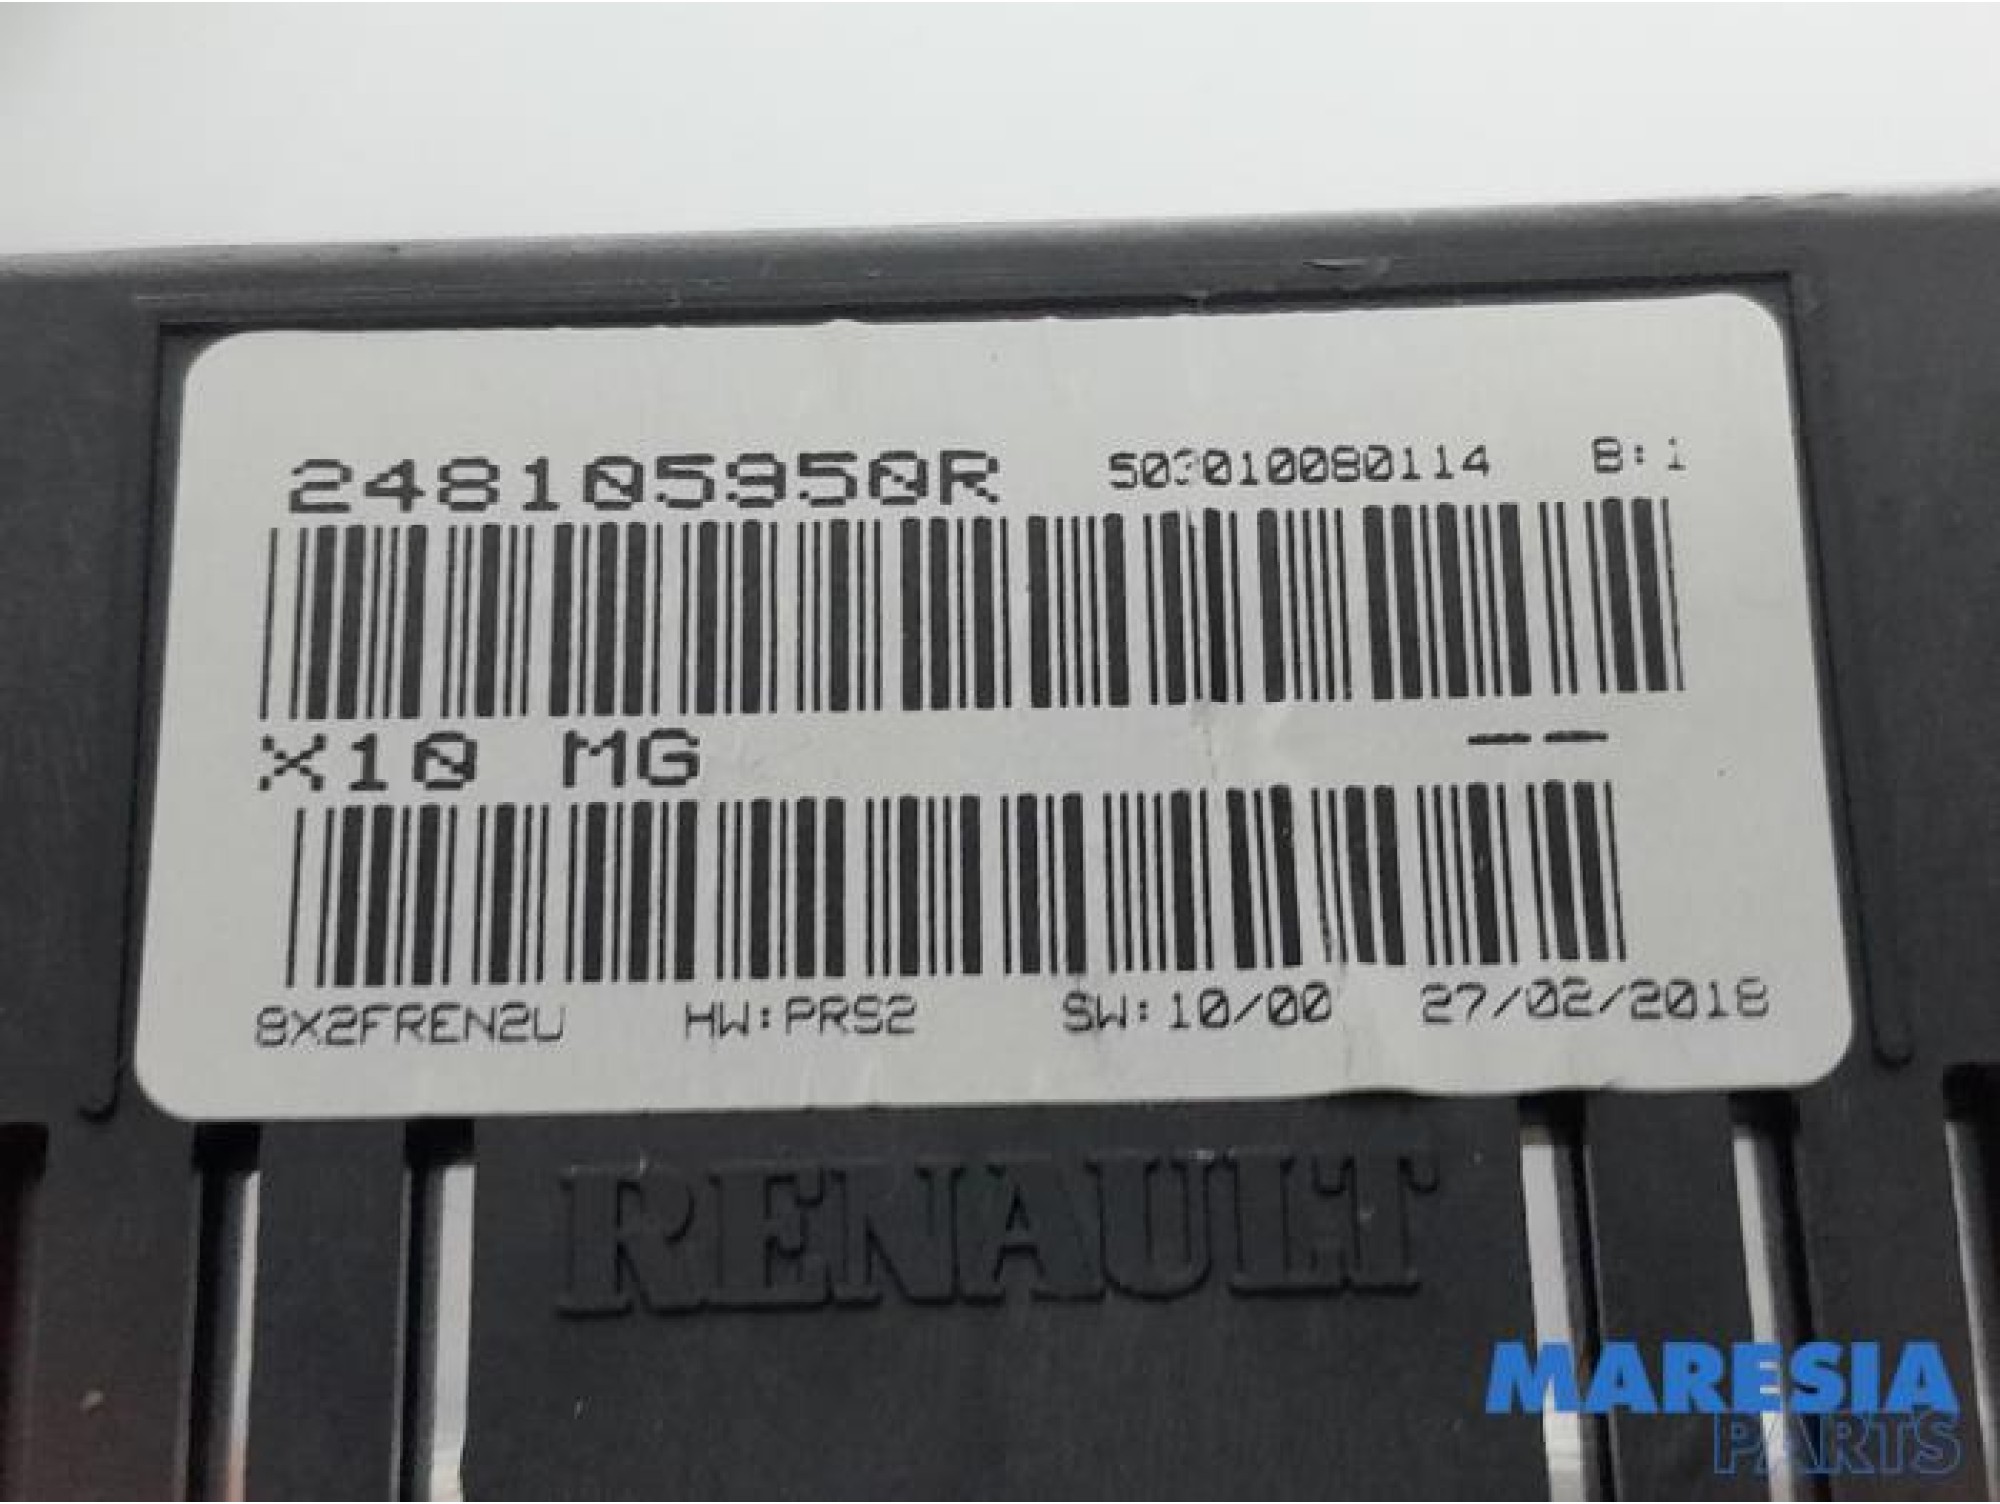 248105950R 503010080114 B:1
X10 MG --
8X2FREN2U HW:PRS2 SW:10/00 27/02/2018
RENAULT
MARESIA
PARTS